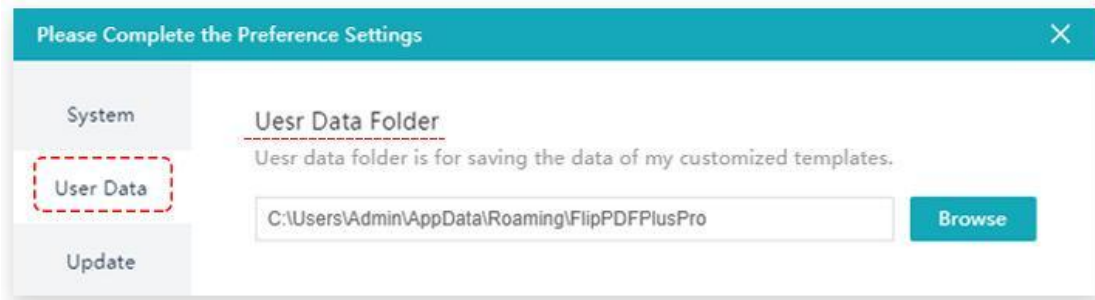 Please Complete the Preference Settings
System
Uesr Data Folder
Uesr data folder is for saving the data of my customized templates.
User Data
C:\Users\Admin\AppData\Roaming\FlipPDFPlusPro
Browse
Update